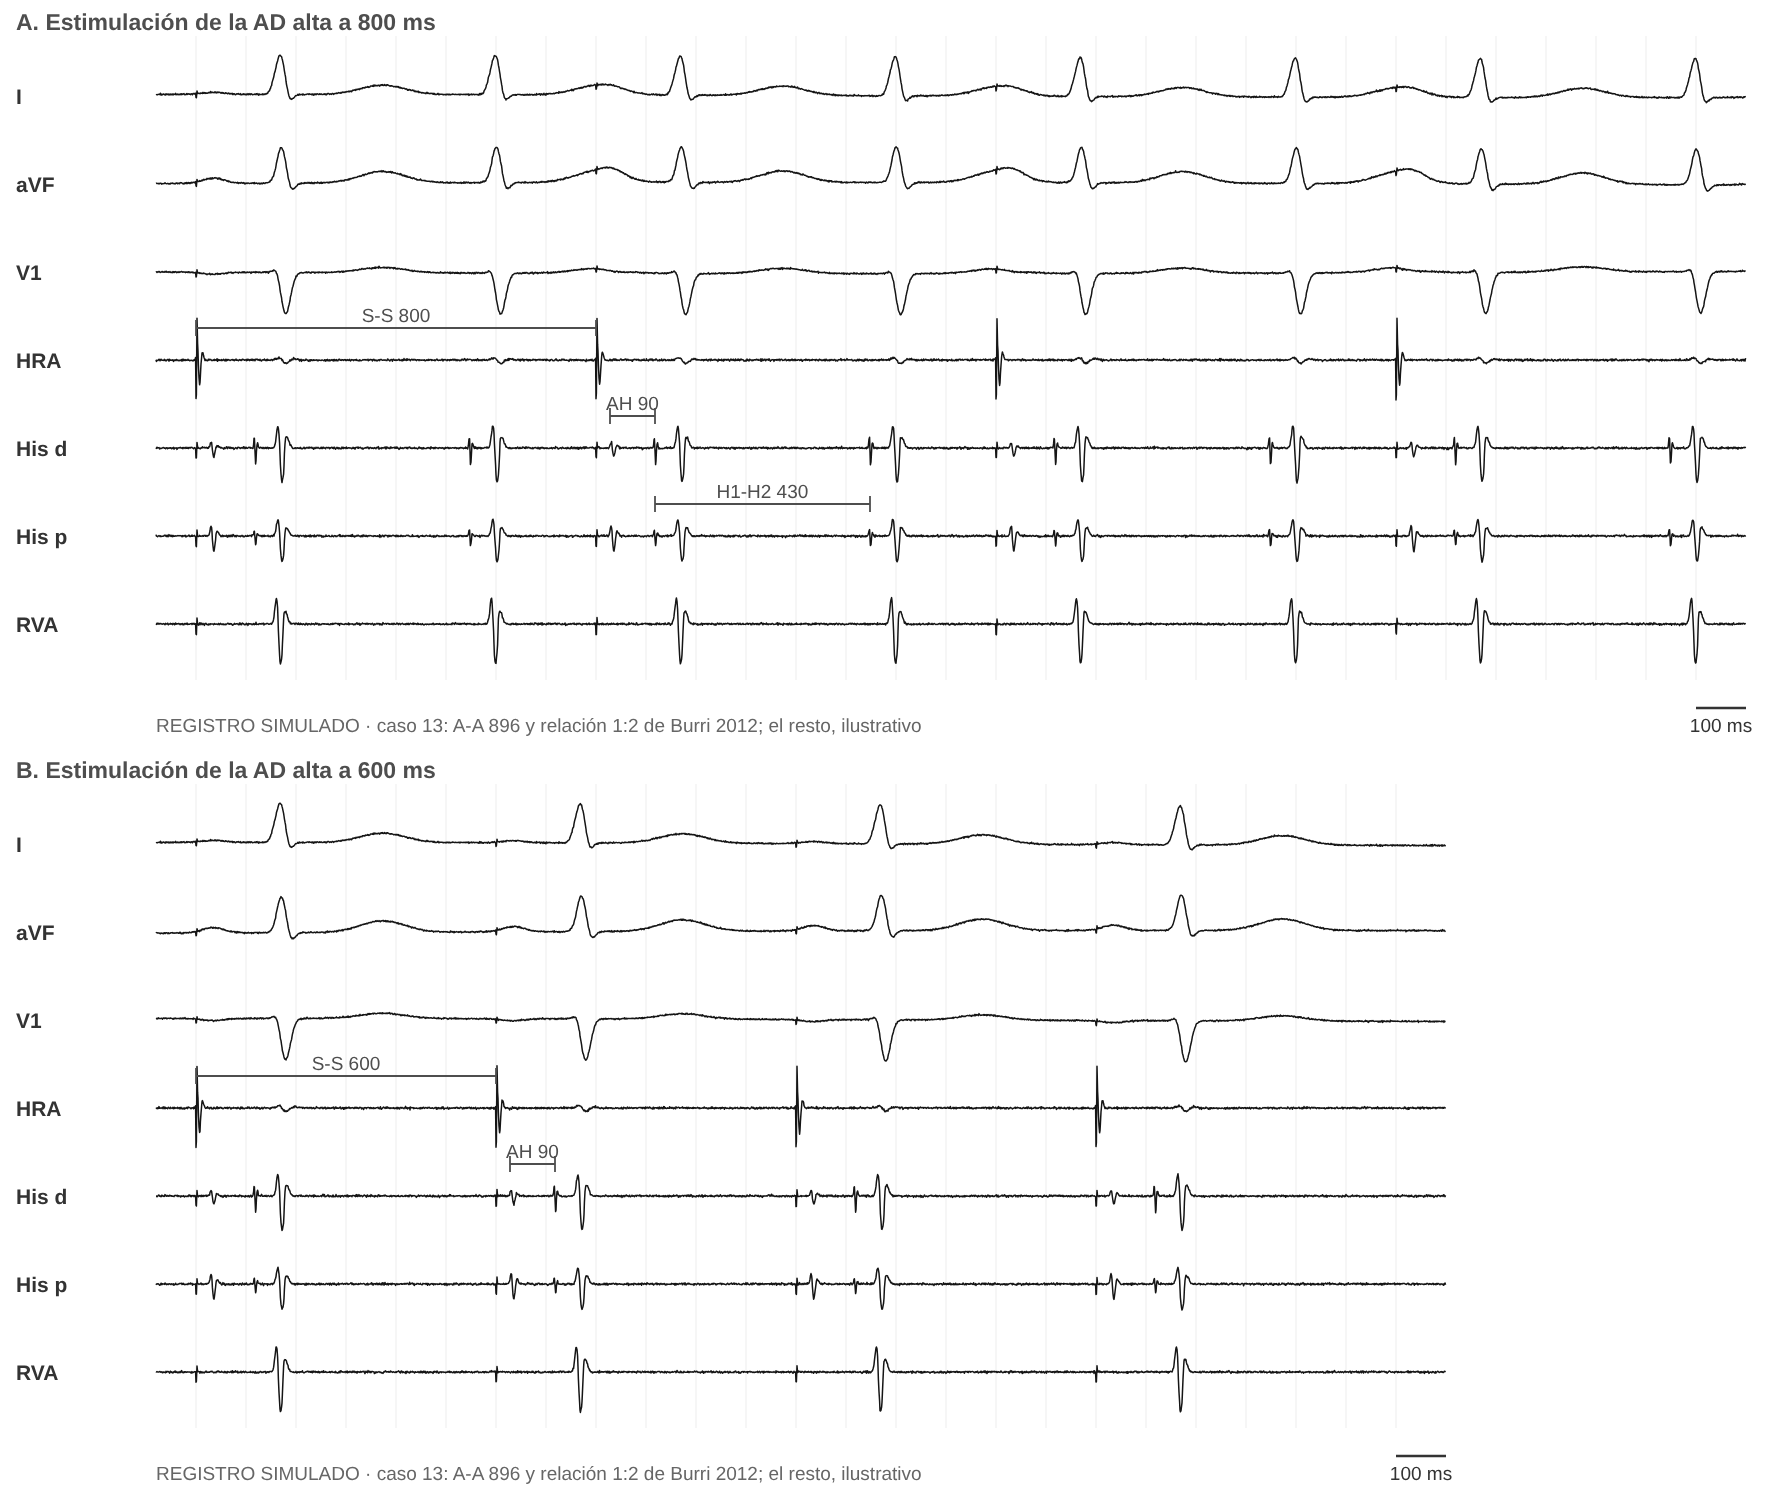 A. Estimulación de la AD alta a 800 ms
I
aVF
V1
S-S 800
HRA
AH 90
His d
H1-H2 430
His p
RVA
REGISTRO SIMULADO · caso 13: A-A 896 y relación 1:2 de Burri 2012; el resto, ilustrativo
100 ms
B. Estimulación de la AD alta a 600 ms
I
aVF
V1
S-S 600
HRA
AH 90
His d
His p
RVA
REGISTRO SIMULADO · caso 13: A-A 896 y relación 1:2 de Burri 2012; el resto, ilustrativo
100 ms